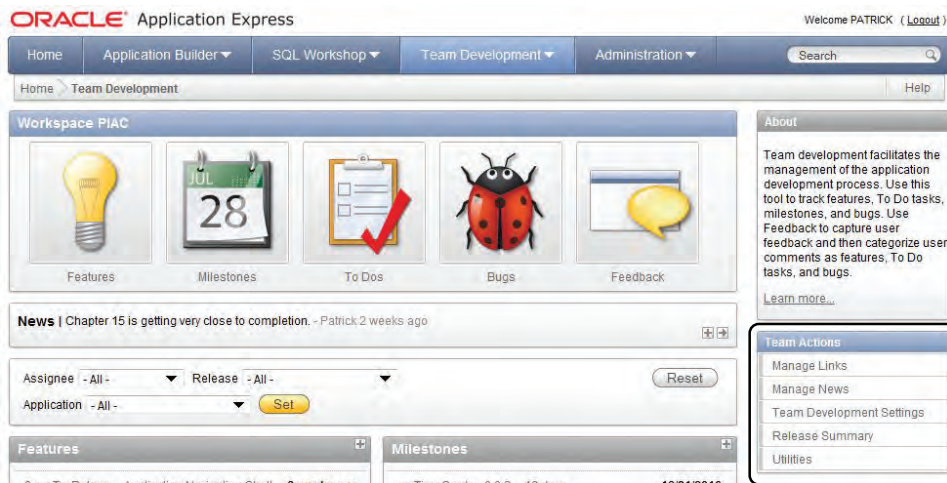 ORACLE Application Express
Welcome PATRICK ( Logout )
Home Application Builder SQL Workshop Team Development Administration Search
Home Team Development Help
Workspace PIAC
JUL
28
Features Milestones To Dos Bugs Feedback
News | Chapter 15 is getting very close to completion. - Patrick 2 weeks ago
Assignee - All - Release - All - Reset
Application - All - Set
Features
Milestones
About
Team development facilitates the
management of the application
development process. Use this
tool to track features, To Do tasks,
milestones, and bugs. Use
Feedback to capture user
feedback and then categorize user
comments as features, To Do
tasks, and bugs.
Learn more...
Team Actions
Manage Links
Manage News
Team Development Settings
Release Summary
Utilities